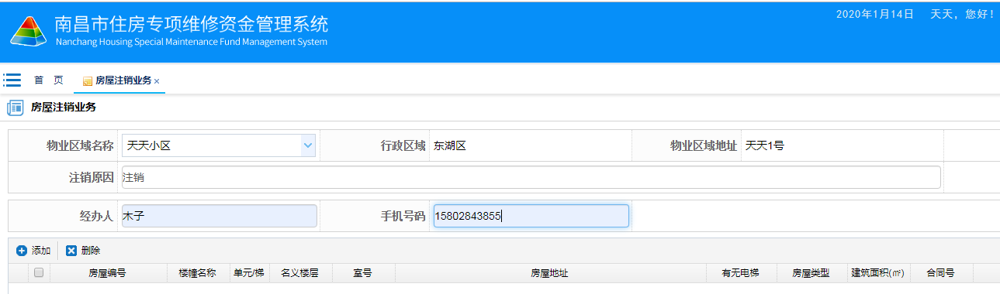 南昌市住房专项维修资金管理系统
Nanchang Housing Special Maintenance Fund Management System
2020年1月14日 天天，您好！
首 页 房屋注销业务 ×
房屋注销业务
物业区域名称 天天小区 行政区域 东湖区 物业区域地址 天天1号
注销原因 注销
经办人 木子 手机号码 15802843855
添加 删除
房屋编号 楼幢名称 单元/梯 名义楼层 室号 房屋地址 有无电梯 房屋类型 建筑面积(㎡) 合同号